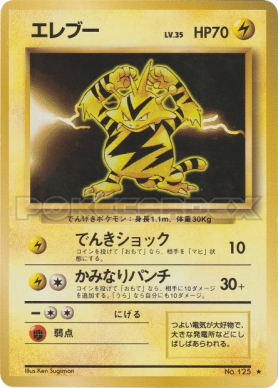 エレブー LV.35 HP70
でんげきポケモン：身長1.1m、体重30Kg
POKEBEREX
でんきショック 10
コインを投げて「おもて」なら、相手を「マヒ」状
態にする。
かみなりパンチ 30+
コインを投げて「おもて」なら、相手に10ダメージ
を追加する。「うら」なら自分にも10ダメージ。
にげる
弱点
つよい電気が大好物で、
大きな発電所などにし
ばしばあらわれる。
Illus.Ken Sugimori
No.125 ★